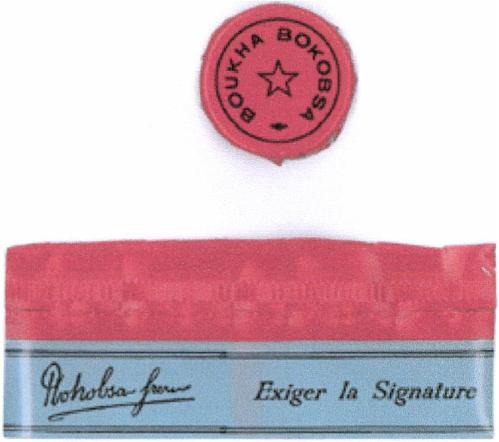 BOUKHA BOKOBSA
Bokobsa frères Exiger la Signature